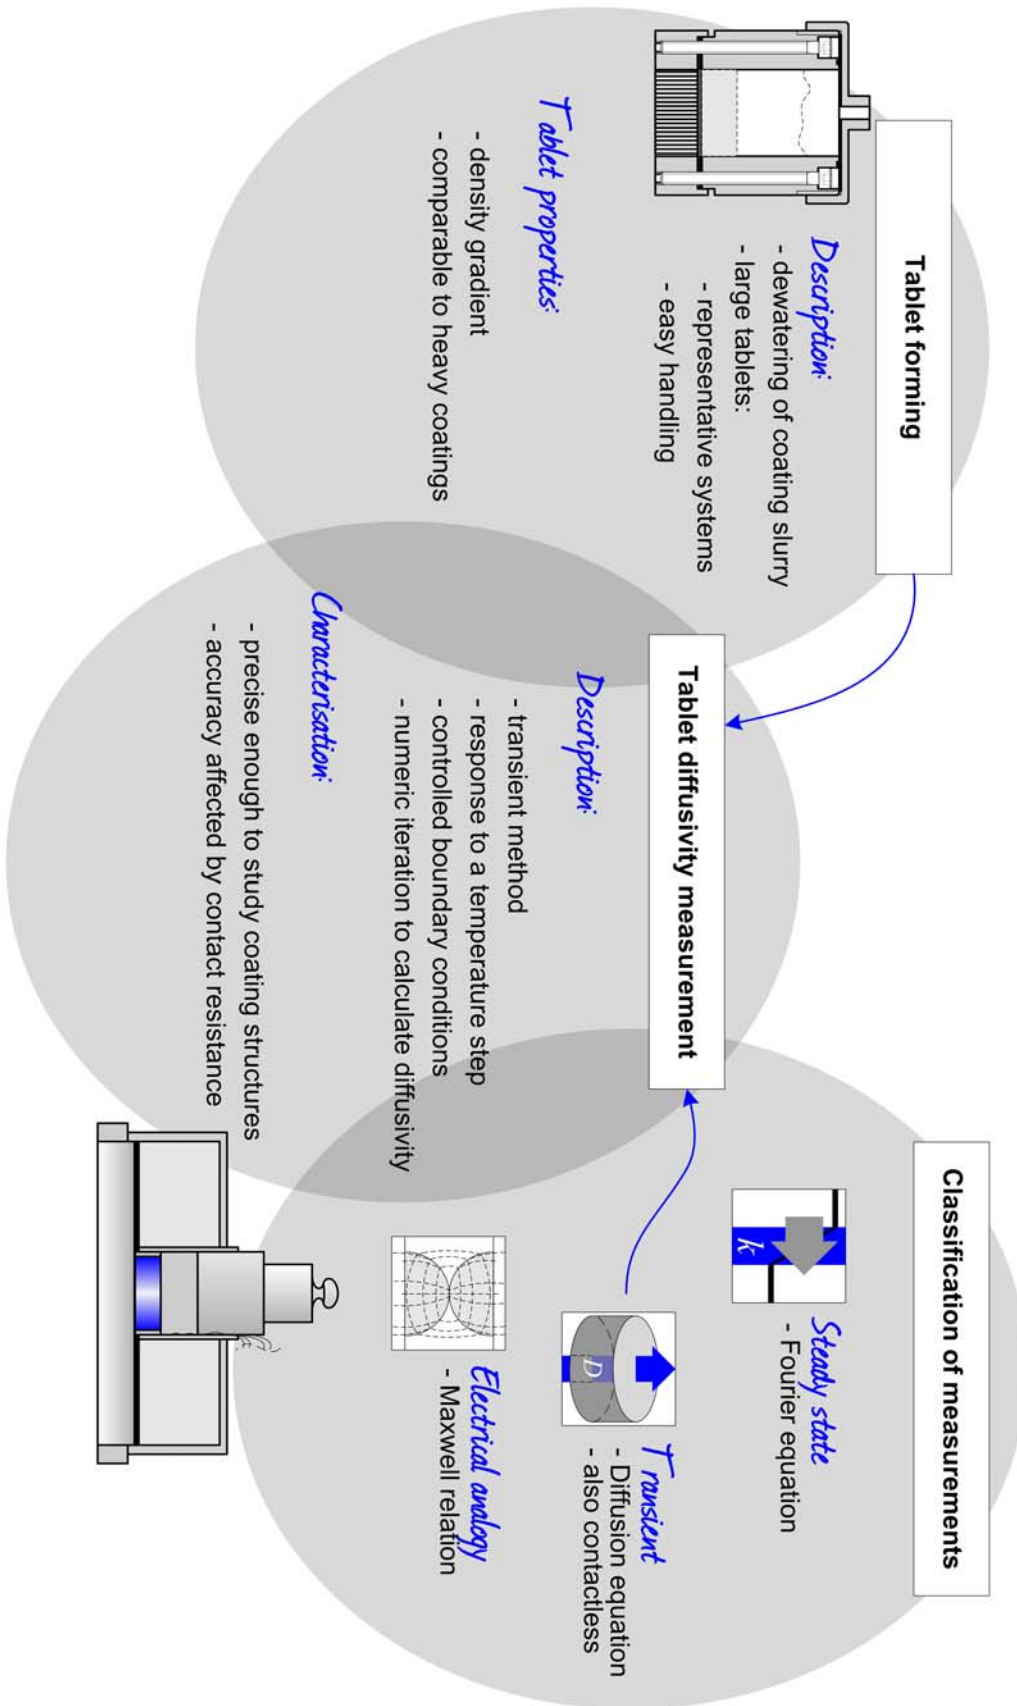 Tablet forming
Description:
- dewatering of coating slurry
- large tablets:
- representative systems
- easy handling
Tablet properties:
- density gradient
- comparable to heavy coatings
Tablet diffusivity measurement
Description:
- transient method
- response to a temperature step
- controlled boundary conditions
- numeric iteration to calculate diffusivity
Characterisation:
- precise enough to study coating structures
- accuracy affected by contact resistance
Classification of measurements
k
Steady state
- Fourier equation
D
Transient
- Diffusion equation
- also contactless
Electrical analogy
- Maxwell relation